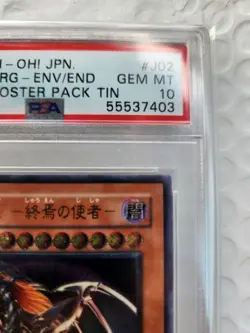 I-OH! JPN. #J02
RG-ENV/END GEM MT
OSTER PACK TIN 10
PSA 55537403
しゅうえん ししゃ
-終焉の使者- 闇